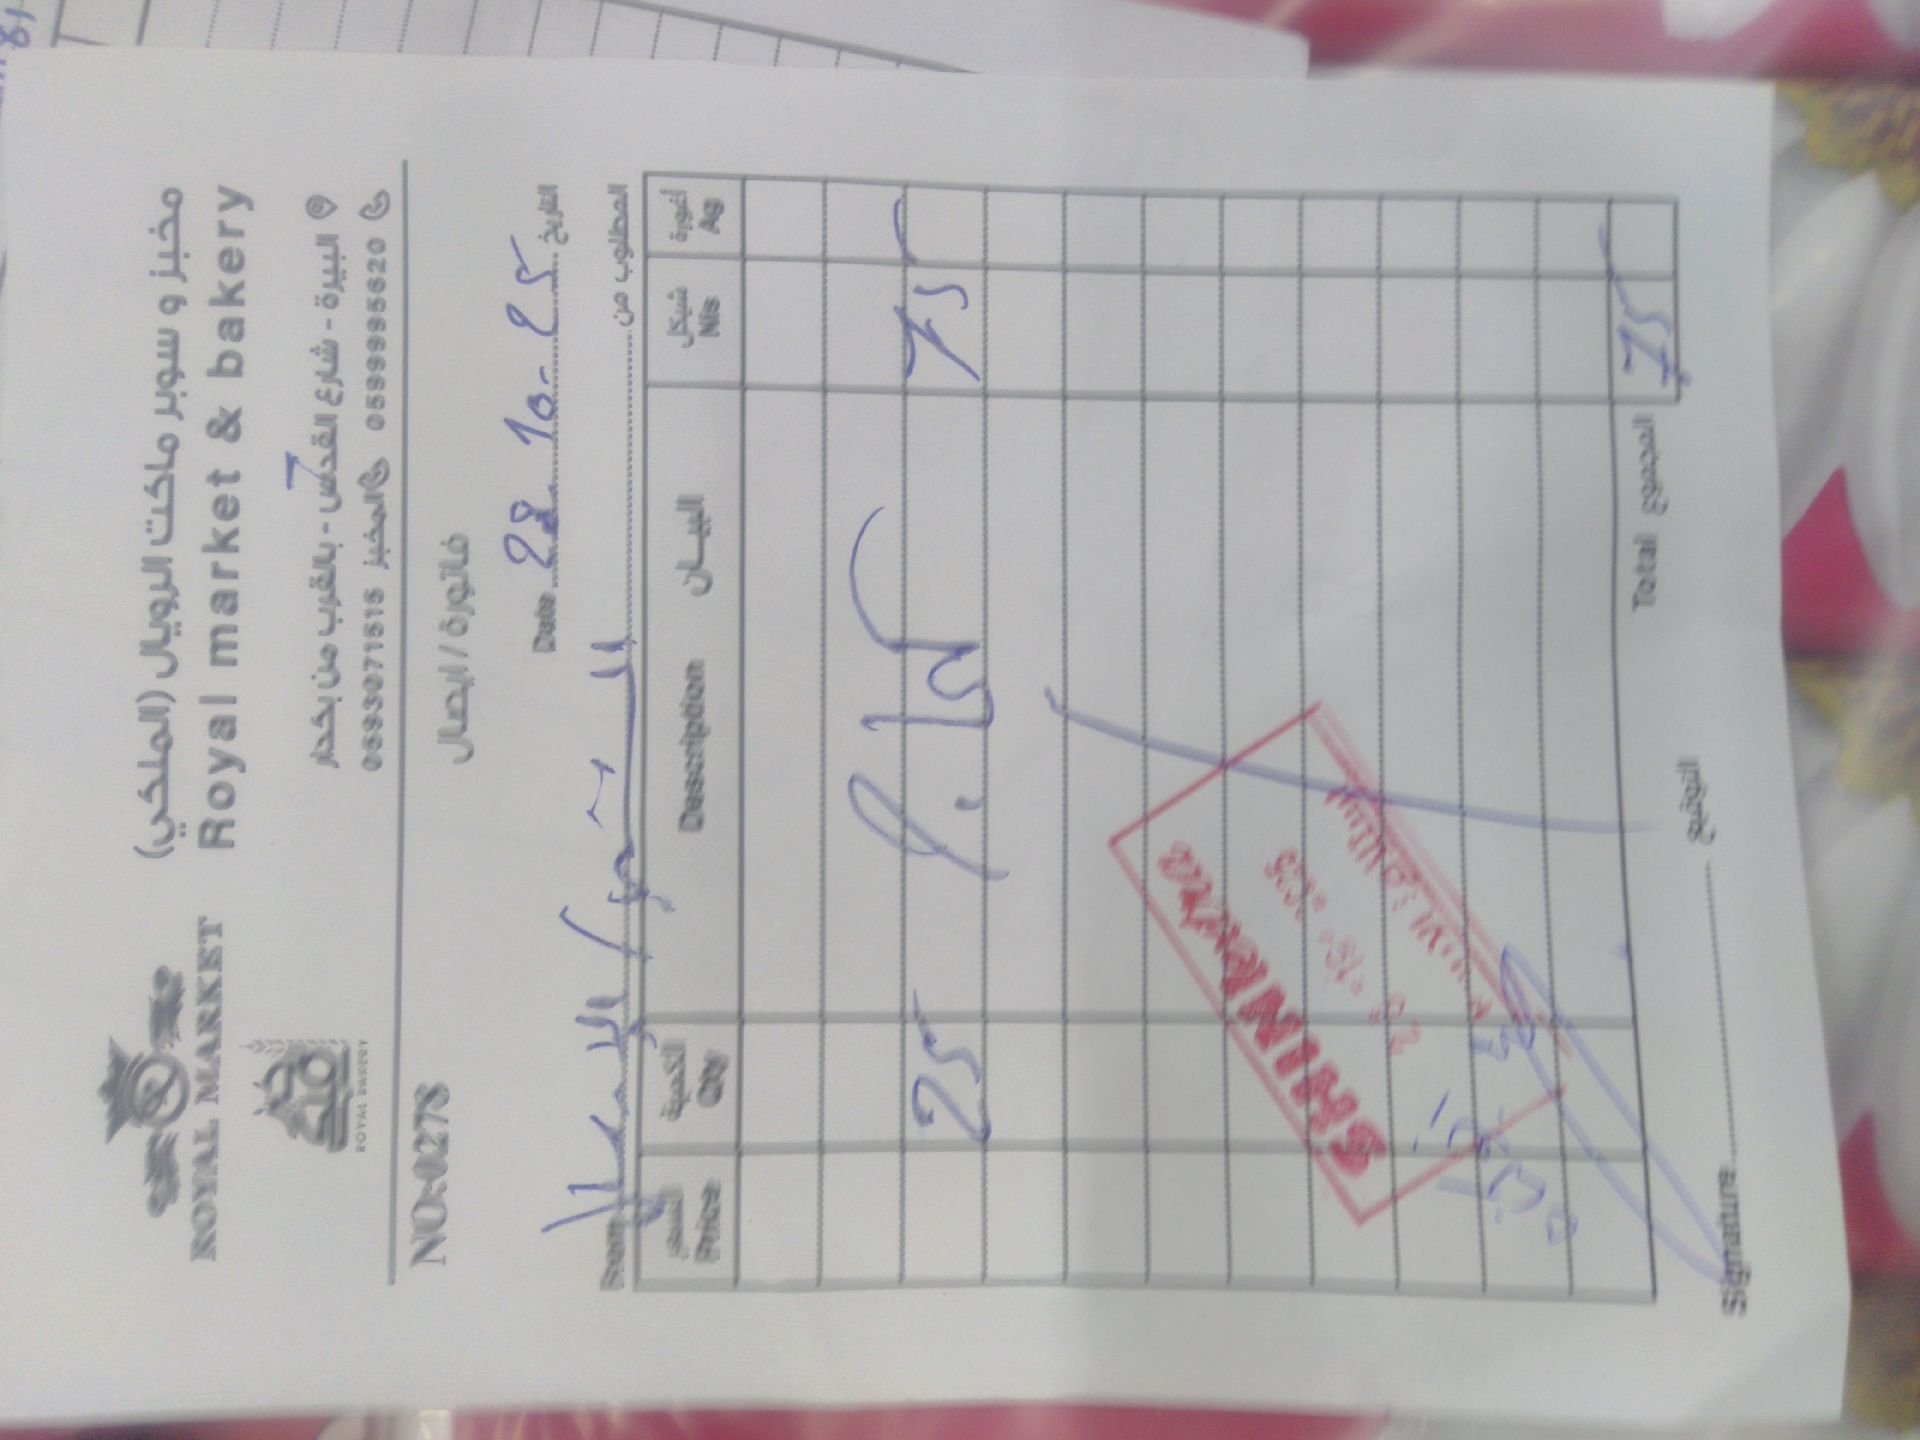 مخبز و سوبر ماركت الرويال (الملكي)
Royal market & bakery
ROYAL MARKET
ROYAL BAKERY
البيرة - شارع القدس - بالقرب من بكدار
0599995620 المخبز 0593071515
فاتورة / ايصال
NO:0278
Date 28 10. 25 التاريخ
From المطلوب من
السعر الكمية Description البيان شيكل أغورة
Price Qty Nis Ag
25 75
Total المجموع 75
Signature التوقيع